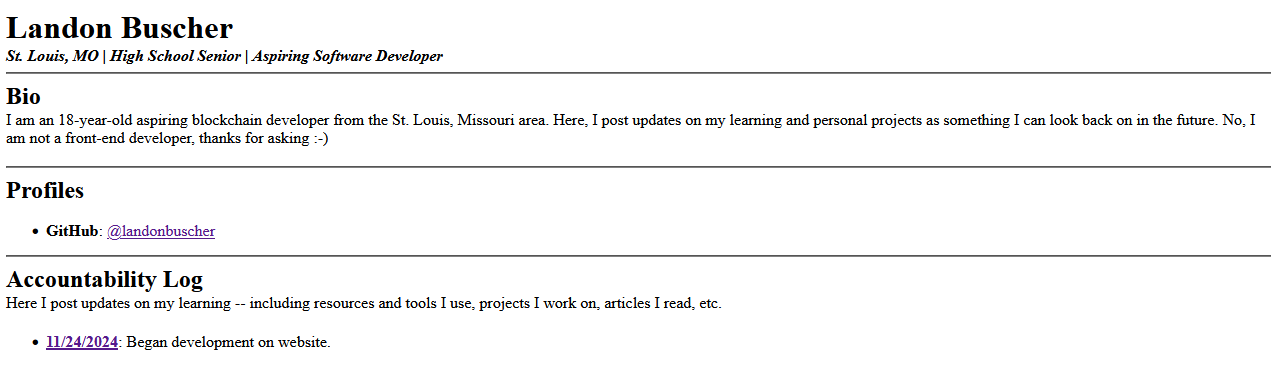 Landon Buscher
St. Louis, MO | High School Senior | Aspiring Software Developer
Bio
I am an 18-year-old aspiring blockchain developer from the St. Louis, Missouri area. Here, I post updates on my learning and personal projects as something I can look back on in the future. No, I
am not a front-end developer, thanks for asking :-)
Profiles
• GitHub: @landonbuscher
Accountability Log
Here I post updates on my learning -- including resources and tools I use, projects I work on, articles I read, etc.
• 11/24/2024: Began development on website.